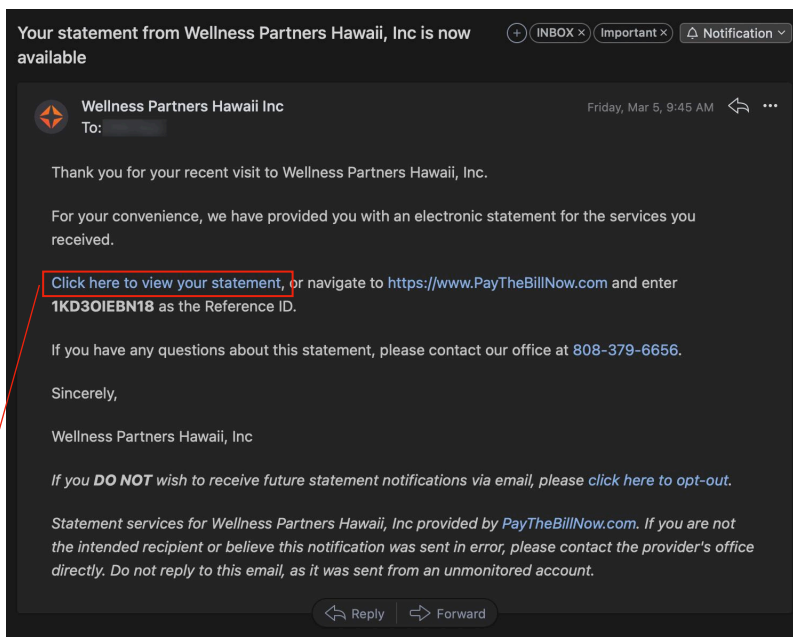 Your statement from Wellness Partners Hawaii, Inc is now
available
INBOX ×
Important ×
Notification
Wellness Partners Hawaii Inc
Friday, Mar 5, 9:45 AM
To:
Thank you for your recent visit to Wellness Partners Hawaii, Inc.
For your convenience, we have provided you with an electronic statement for the services you
received.
Click here to view your statement, or navigate to https://www.PayTheBillNow.com and enter
1KD3OIEBN18 as the Reference ID.
If you have any questions about this statement, please contact our office at 808-379-6656.
Sincerely,
Wellness Partners Hawaii, Inc
If you DO NOT wish to receive future statement notifications via email, please click here to opt-out.
Statement services for Wellness Partners Hawaii, Inc provided by PayTheBillNow.com. If you are not
the intended recipient or believe this notification was sent in error, please contact the provider's office
directly. Do not reply to this email, as it was sent from an unmonitored account.
Reply
Forward